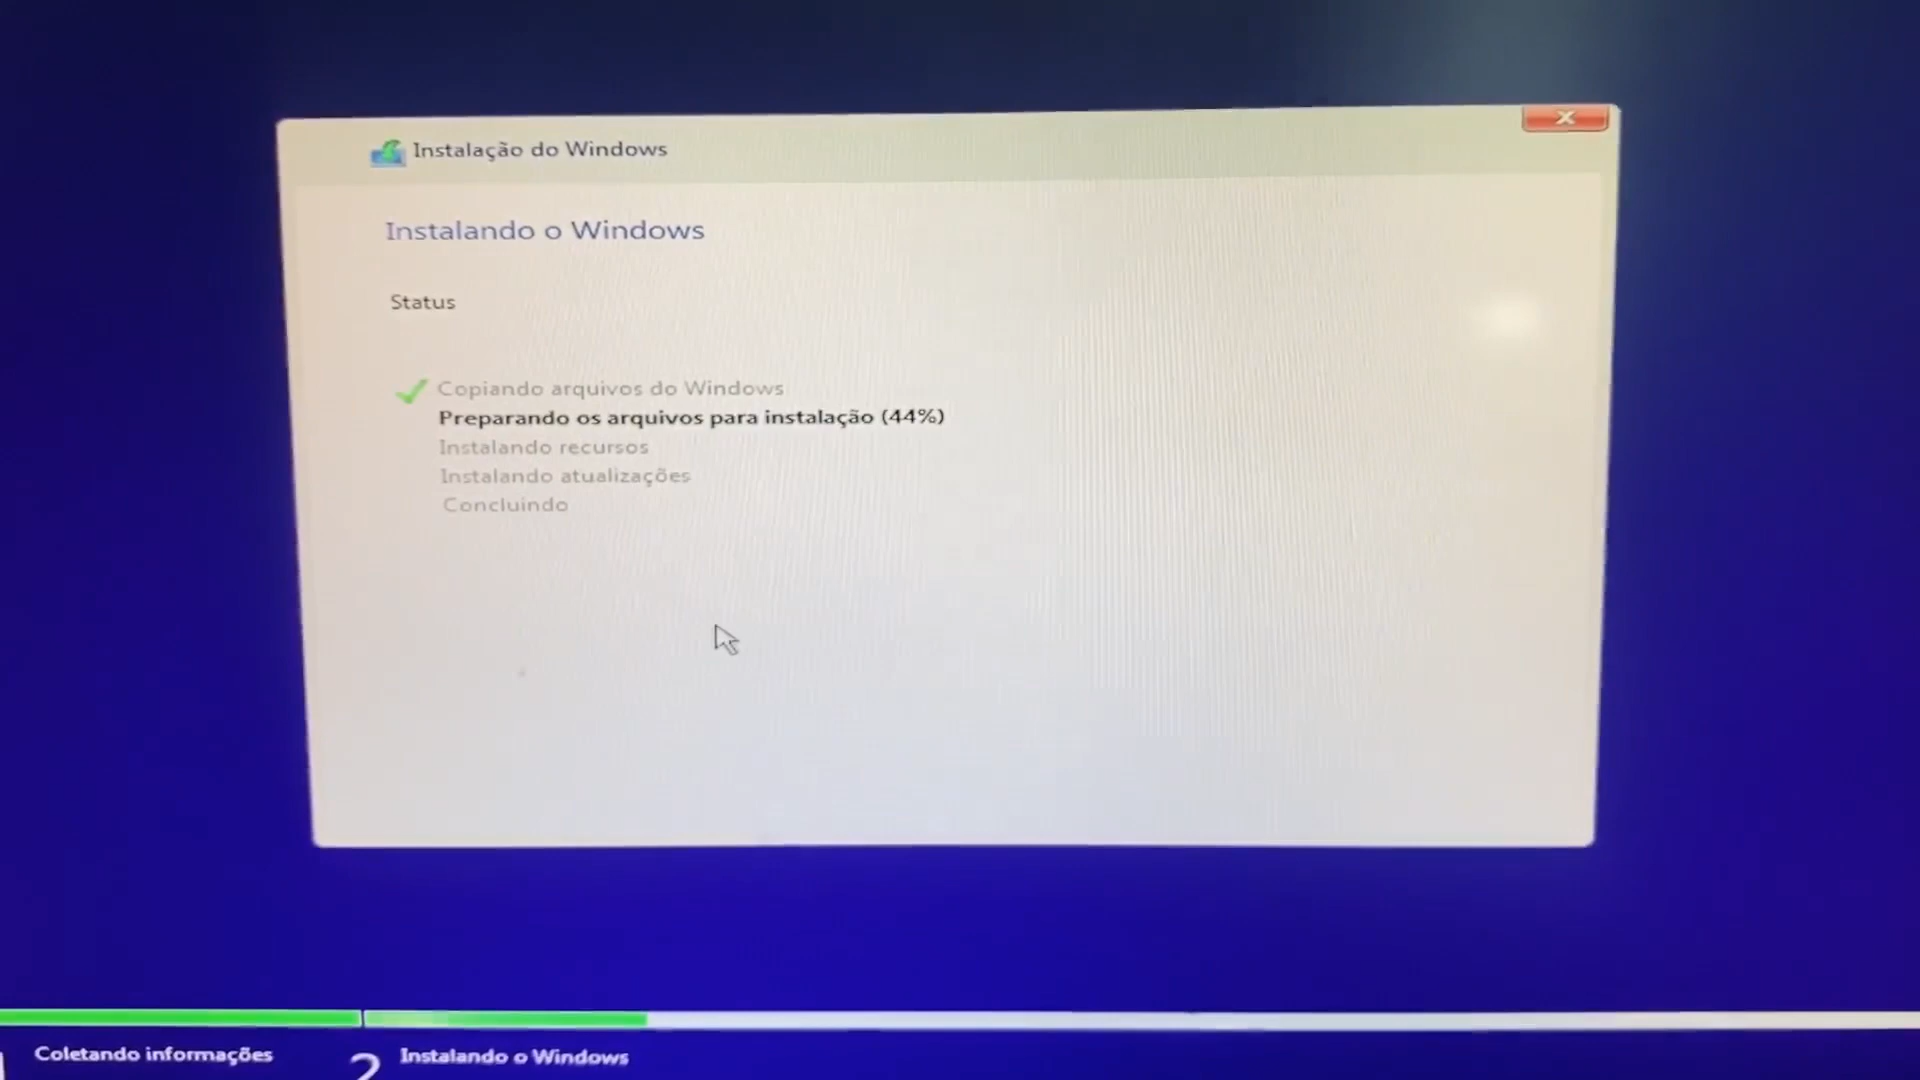 Instalação do Windows
Instalando o Windows
Status
Copiando arquivos do Windows
Preparando os arquivos para instalação (44%)
Instalando recursos
Instalando atualizações
Concluindo
Coletando informações
2 Instalando o Windows